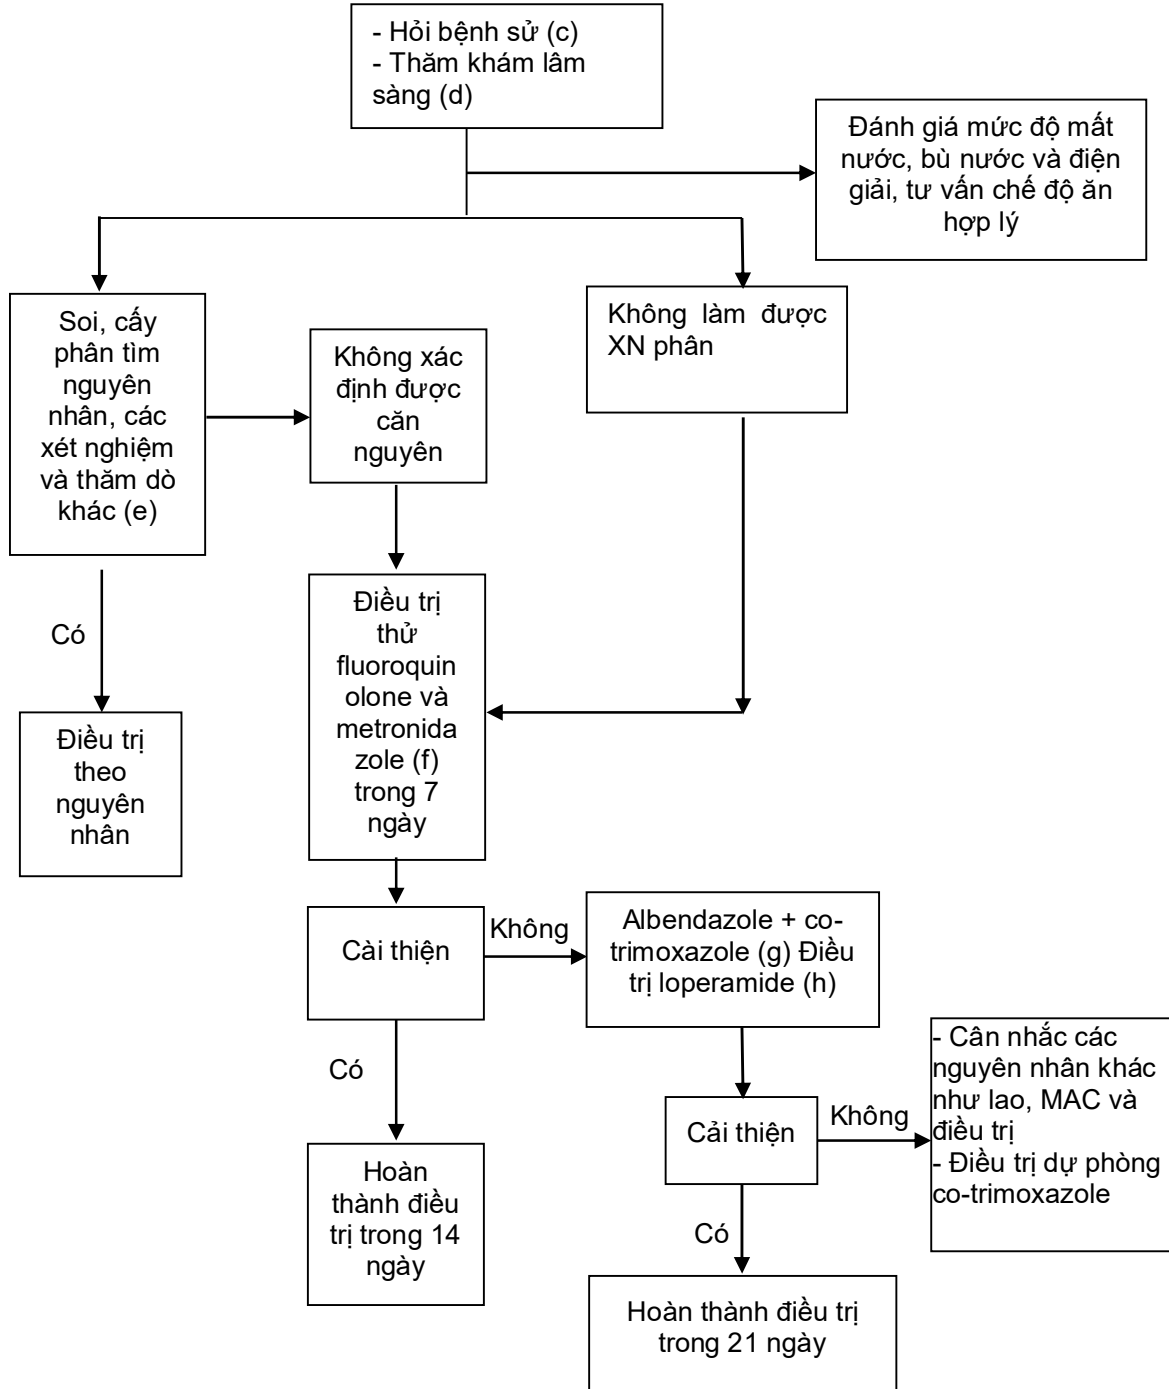 - Hỏi bệnh sử (c)
- Thăm khám lâm
sàng (d)
Đánh giá mức độ mất
nước, bù nước và điện
giải, tư vấn chế độ ăn
hợp lý
Soi, cấy
phân tìm
nguyên
nhân, các
xét nghiệm
và thăm dò
khác (e)
Không xác
định được
căn
nguyên
Không làm được
XN phân
Có
Điều trị
theo
nguyên
nhân
Điều trị
thử
fluoroquin
olone và
metronida
zole (f)
trong 7
ngày
Cài thiện
Không
Albendazole + co-
trimoxazole (g) Điều
trị loperamide (h)
Có
Hoàn
thành điều
trị trong 14
ngày
Cải thiện
Không
- Cân nhắc các
nguyên nhân khác
như lao, MAC và
điều trị
- Điều trị dự phòng
co-trimoxazole
Có
Hoàn thành điều trị
trong 21 ngày